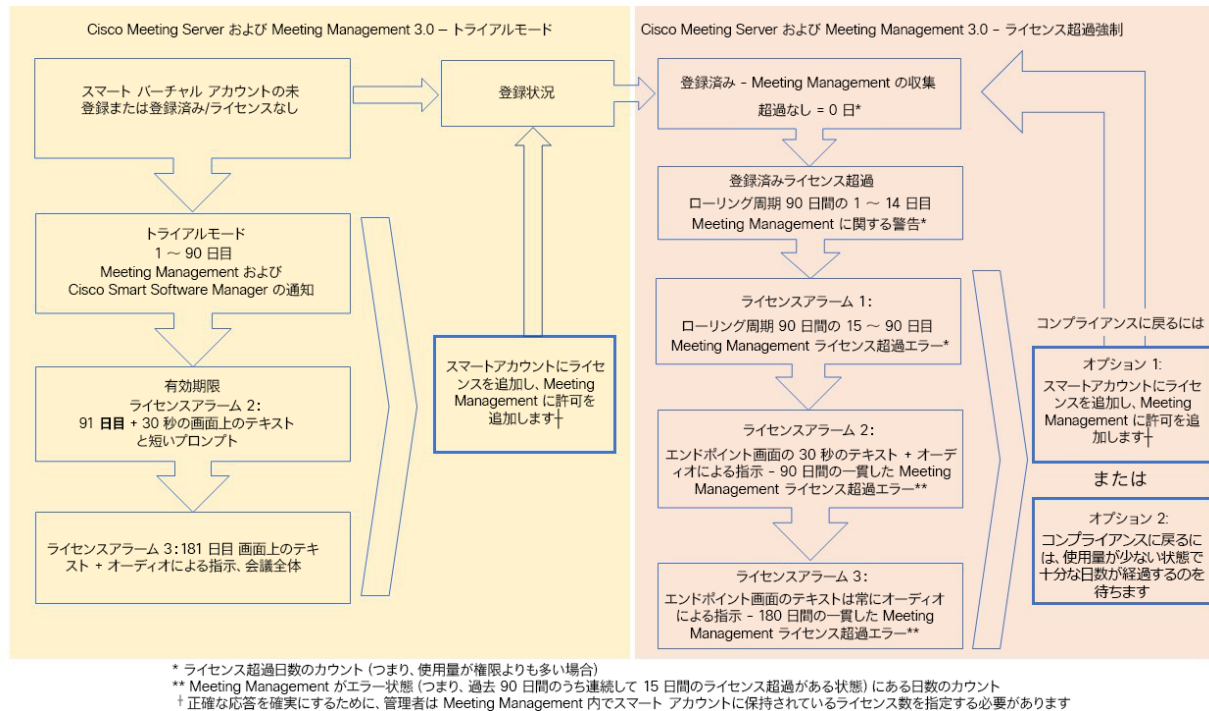 Cisco Meeting Server および Meeting Management 3.0 – トライアルモード
スマート バーチャル アカウントの未
登録または登録済み/ライセンスなし
登録状況
トライアルモード
1 ～ 90 日目
Meeting Management および
Cisco Smart Software Manager の通知
有効期限
ライセンスアラーム 2:
91 日目 + 30 秒の画面上のテキスト
と短いプロンプト
ライセンスアラーム 3:181 日目 画面上のテキ
スト + オーディオによる指示、会議全体
スマートアカウントにライセ
ンスを追加し、Meeting
Management に許可を
追加します†
Cisco Meeting Server および Meeting Management 3.0 - ライセンス超過強制
登録済み - Meeting Management の収集
超過なし = 0 日*
登録済みライセンス超過
ローリング周期 90 日間の 1 ～ 14 日目
Meeting Management に関する警告*
ライセンスアラーム 1:
ローリング周期 90 日間の 15 ～ 90 日目
Meeting Management ライセンス超過エラー*
ライセンスアラーム 2:
エンドポイント画面の 30 秒のテキスト + オーデ
ィオによる指示 - 90 日間の一貫した Meeting
Management ライセンス超過エラー**
ライセンスアラーム 3:
エンドポイント画面のテキストは常にオーディオ
による指示 - 180 日間の一貫した Meeting
Management ライセンス超過エラー**
コンプライアンスに戻るには
オプション 1:
スマートアカウントにライセ
ンスを追加し、Meeting
Management に許可を追
加します†
または
オプション 2:
コンプライアンスに戻るに
は、使用量が少ない状態で
十分な日数が経過するのを
待ちます
* ライセンス超過日数のカウント (つまり、使用量が権限よりも多い場合)
** Meeting Management がエラー状態 (つまり、過去 90 日間のうち連続して 15 日間のライセンス超過がある状態) にある日数のカウント
† 正確な応答を確実にするために、管理者は Meeting Management 内でスマート アカウントに保持されているライセンス数を指定する必要があります